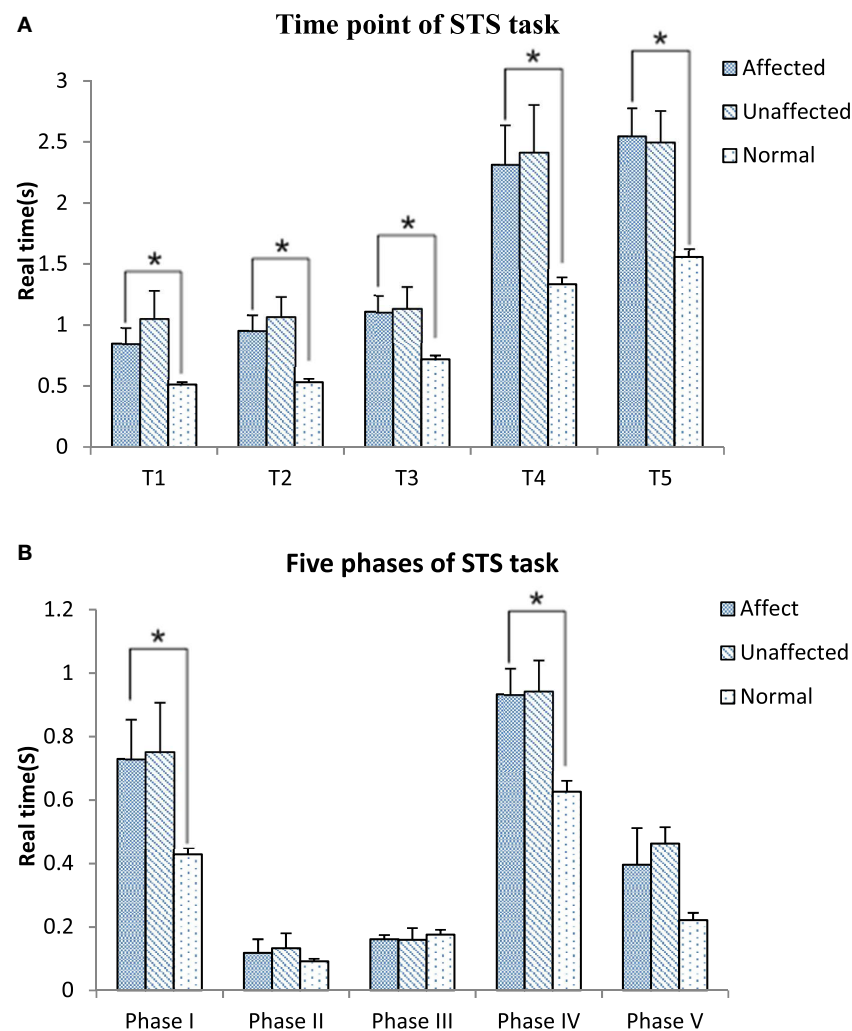 A
Time point of STS task
*
*
*
*
*
3
2.5
2
1.5
1
0.5
0
Real time(s)
Affected
Unaffected
Normal
T1 T2 T3 T4 T5
B
Five phases of STS task
*
*
1.2
1
0.8
0.6
0.4
0.2
0
Real time(S)
Affect
Unaffected
Normal
Phase I Phase II Phase III Phase IV Phase V